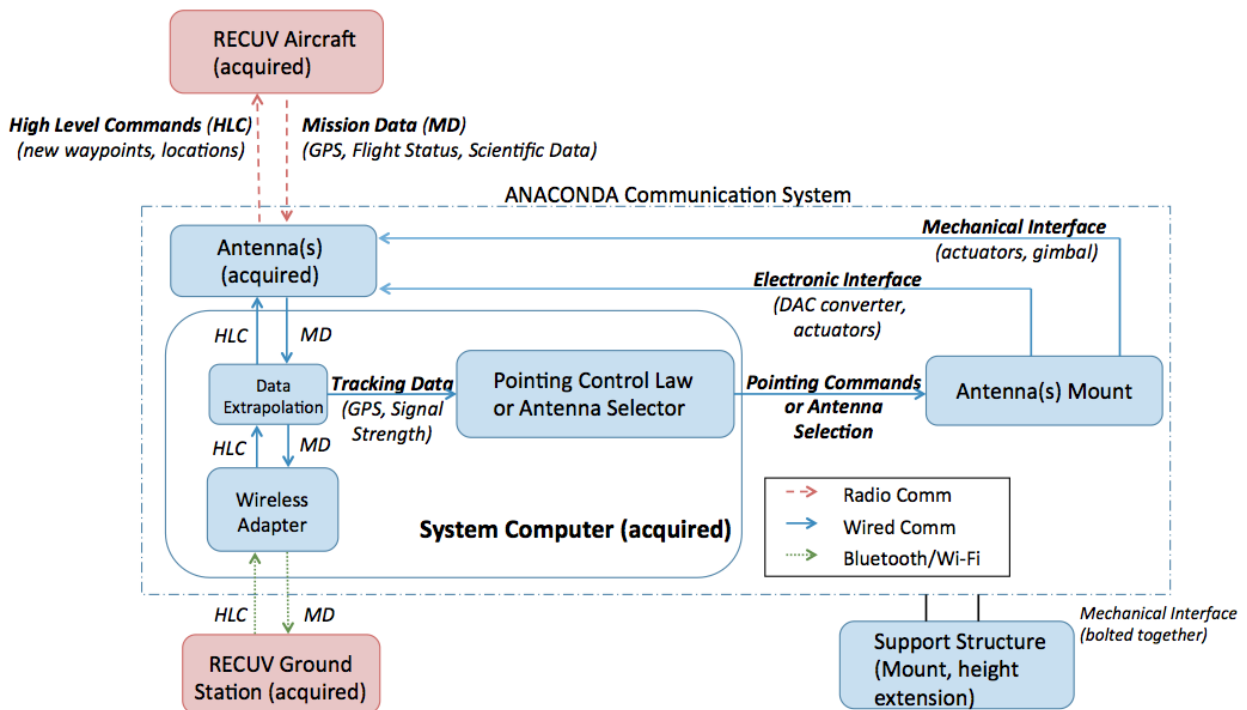 RECUV Aircraft
(acquired)
High Level Commands (HLC)
(new waypoints, locations)
Mission Data (MD)
(GPS, Flight Status, Scientific Data)
ANACONDA Communication System
Antenna(s)
(acquired)
Mechanical Interface
(actuators, gimbal)
Electronic Interface
(DAC converter,
actuators)
HLC
MD
Data
Extrapolation
Tracking Data
(GPS, Signal
Strength)
Pointing Control Law
or Antenna Selector
Pointing Commands
or Antenna
Selection
Antenna(s) Mount
HLC
MD
Wireless
Adapter
System Computer (acquired)
Radio Comm
Wired Comm
Bluetooth/Wi-Fi
HLC
MD
Mechanical Interface
(bolted together)
RECUV Ground
Station (acquired)
Support Structure
(Mount, height
extension)